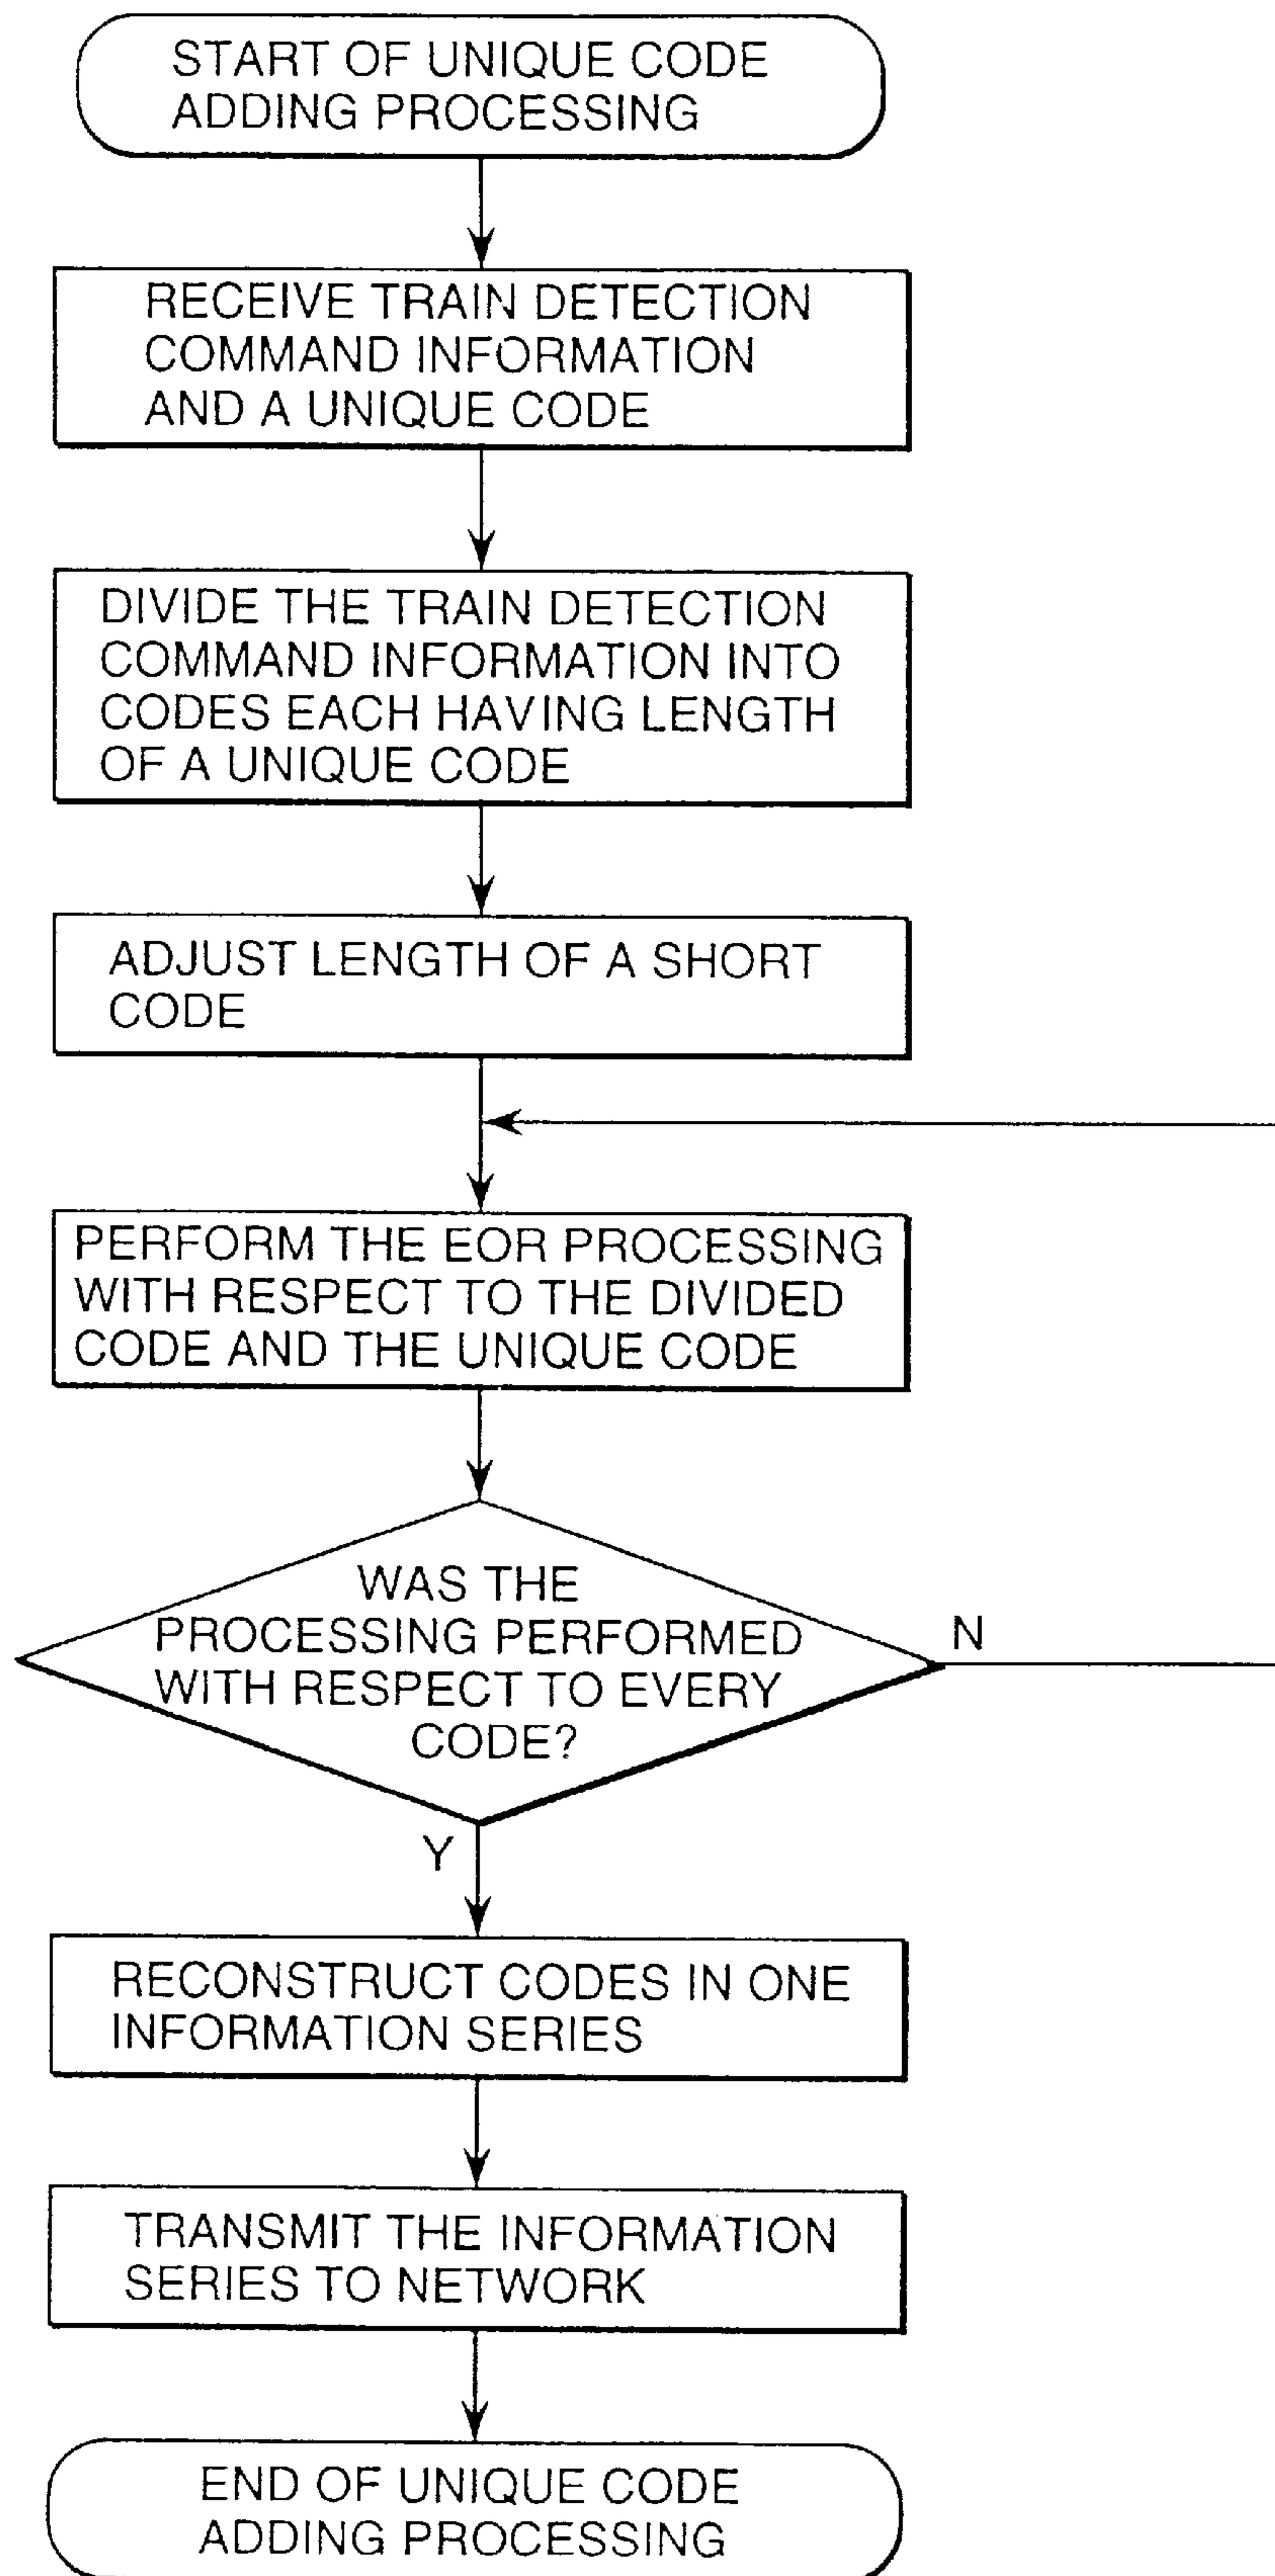 START OF UNIQUE CODE
ADDING PROCESSING
RECEIVE TRAIN DETECTION
COMMAND INFORMATION
AND A UNIQUE CODE
DIVIDE THE TRAIN DETECTION
COMMAND INFORMATION INTO
CODES EACH HAVING LENGTH
OF A UNIQUE CODE
ADJUST LENGTH OF A SHORT
CODE
PERFORM THE EOR PROCESSING
WITH RESPECT TO THE DIVIDED
CODE AND THE UNIQUE CODE
WAS THE
PROCESSING PERFORMED
WITH RESPECT TO EVERY
CODE?
N
Y
RECONSTRUCT CODES IN ONE
INFORMATION SERIES
TRANSMIT THE INFORMATION
SERIES TO NETWORK
END OF UNIQUE CODE
ADDING PROCESSING